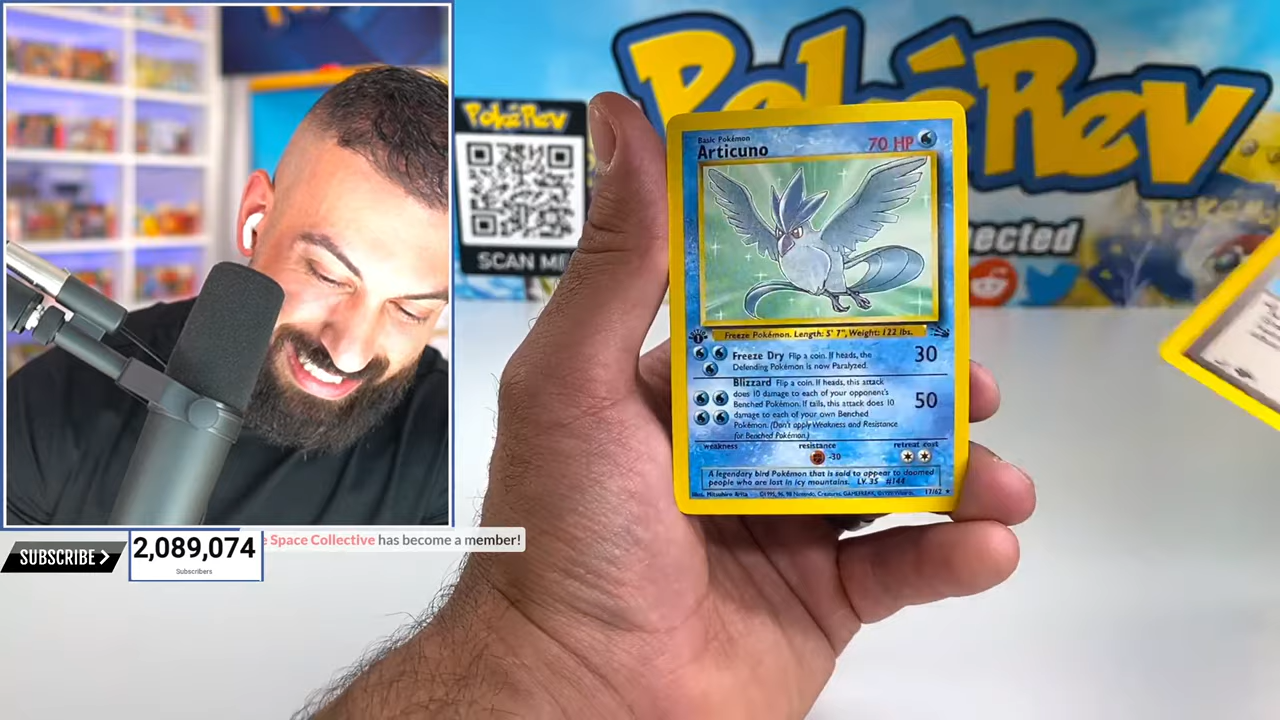 PokéRev
PokéRev
SCAN ME
nected
Basic Pokémon
Articuno
70 HP
Freeze Pokémon. Length: 5' 7", Weight: 122 lbs.
Freeze Dry Flip a coin. If heads, the
Defending Pokémon is now Paralyzed.
30
Blizzard Flip a coin. If heads, this attack
does 10 damage to each of your opponent's
Benched Pokémon. If tails, this attack does 10
damage to each of your own Benched
Pokémon. (Don't apply Weakness and Resistance
for Benched Pokémon.)
50
weakness
resistance
retreat cost
-30
A legendary bird Pokémon that is said to appear to doomed
people who are lost in icy mountains. LV. 35 #144
17/62
SUBSCRIBE >
2,089,074
Subscribers
e Space Collective has become a member!